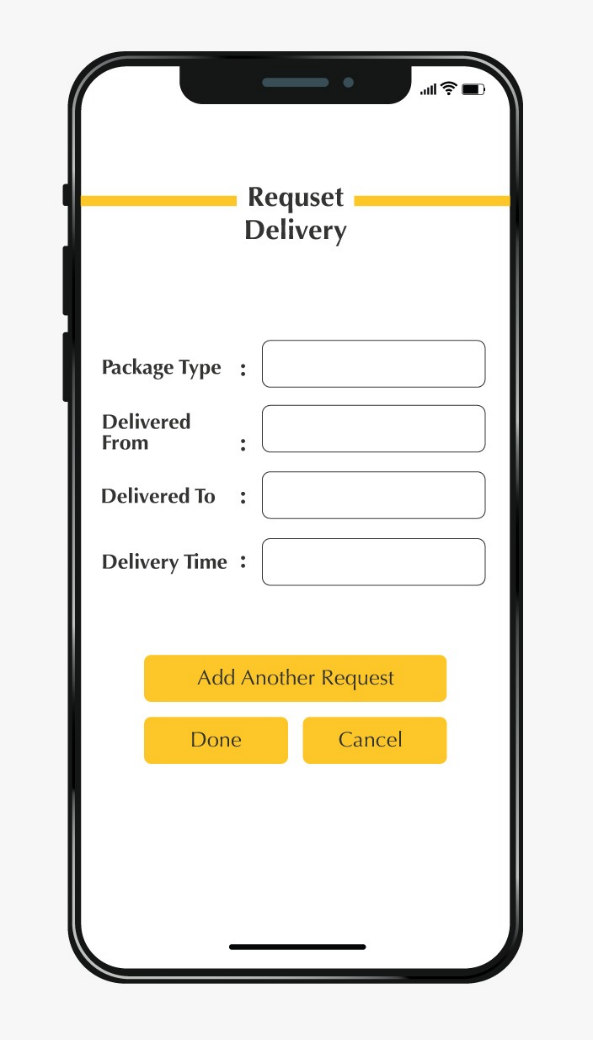 Requset
Delivery
Package Type :
Delivered
From :
Delivered To :
Delivery Time :
Add Another Request
Done
Cancel